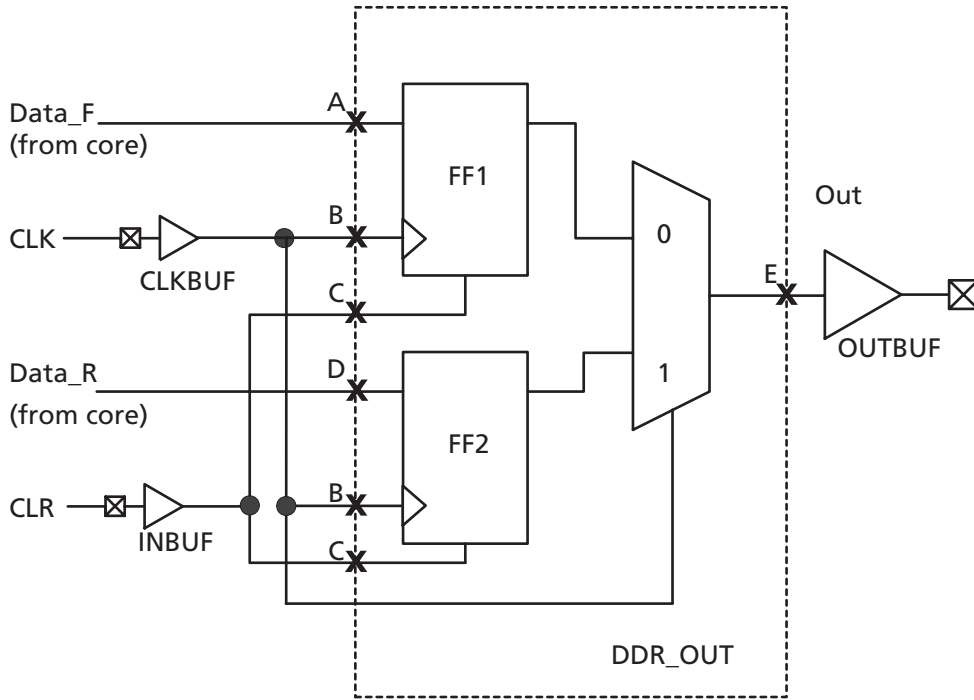 A
Data_F
(from core)
FF1
B
Out
CLK
0
CLKBUF
C
E
OUTBUF
Data_R
D
1
(from core)
FF2
B
CLR
INBUF
C
DDR_OUT